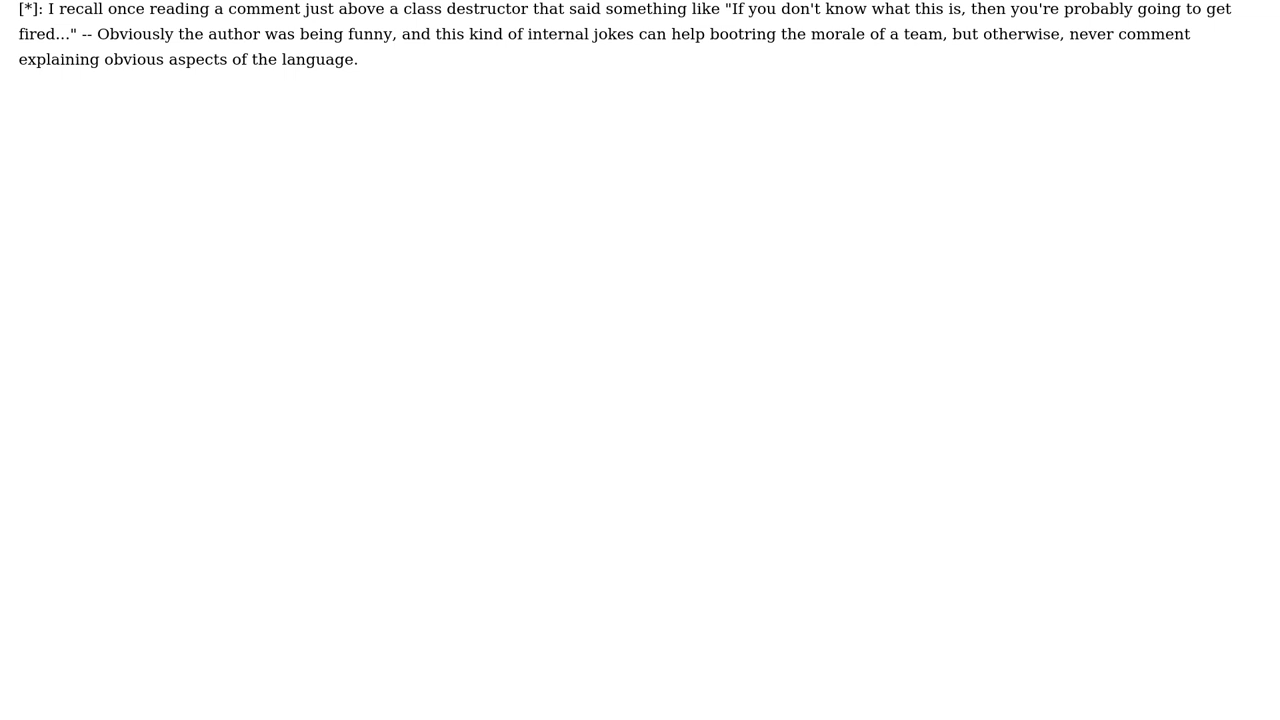 [*]: I recall once reading a comment just above a class destructor that said something like "If you don't know what this is, then you're probably going to get
fired..." -- Obviously the author was being funny, and this kind of internal jokes can help bootring the morale of a team, but otherwise, never comment
explaining obvious aspects of the language.